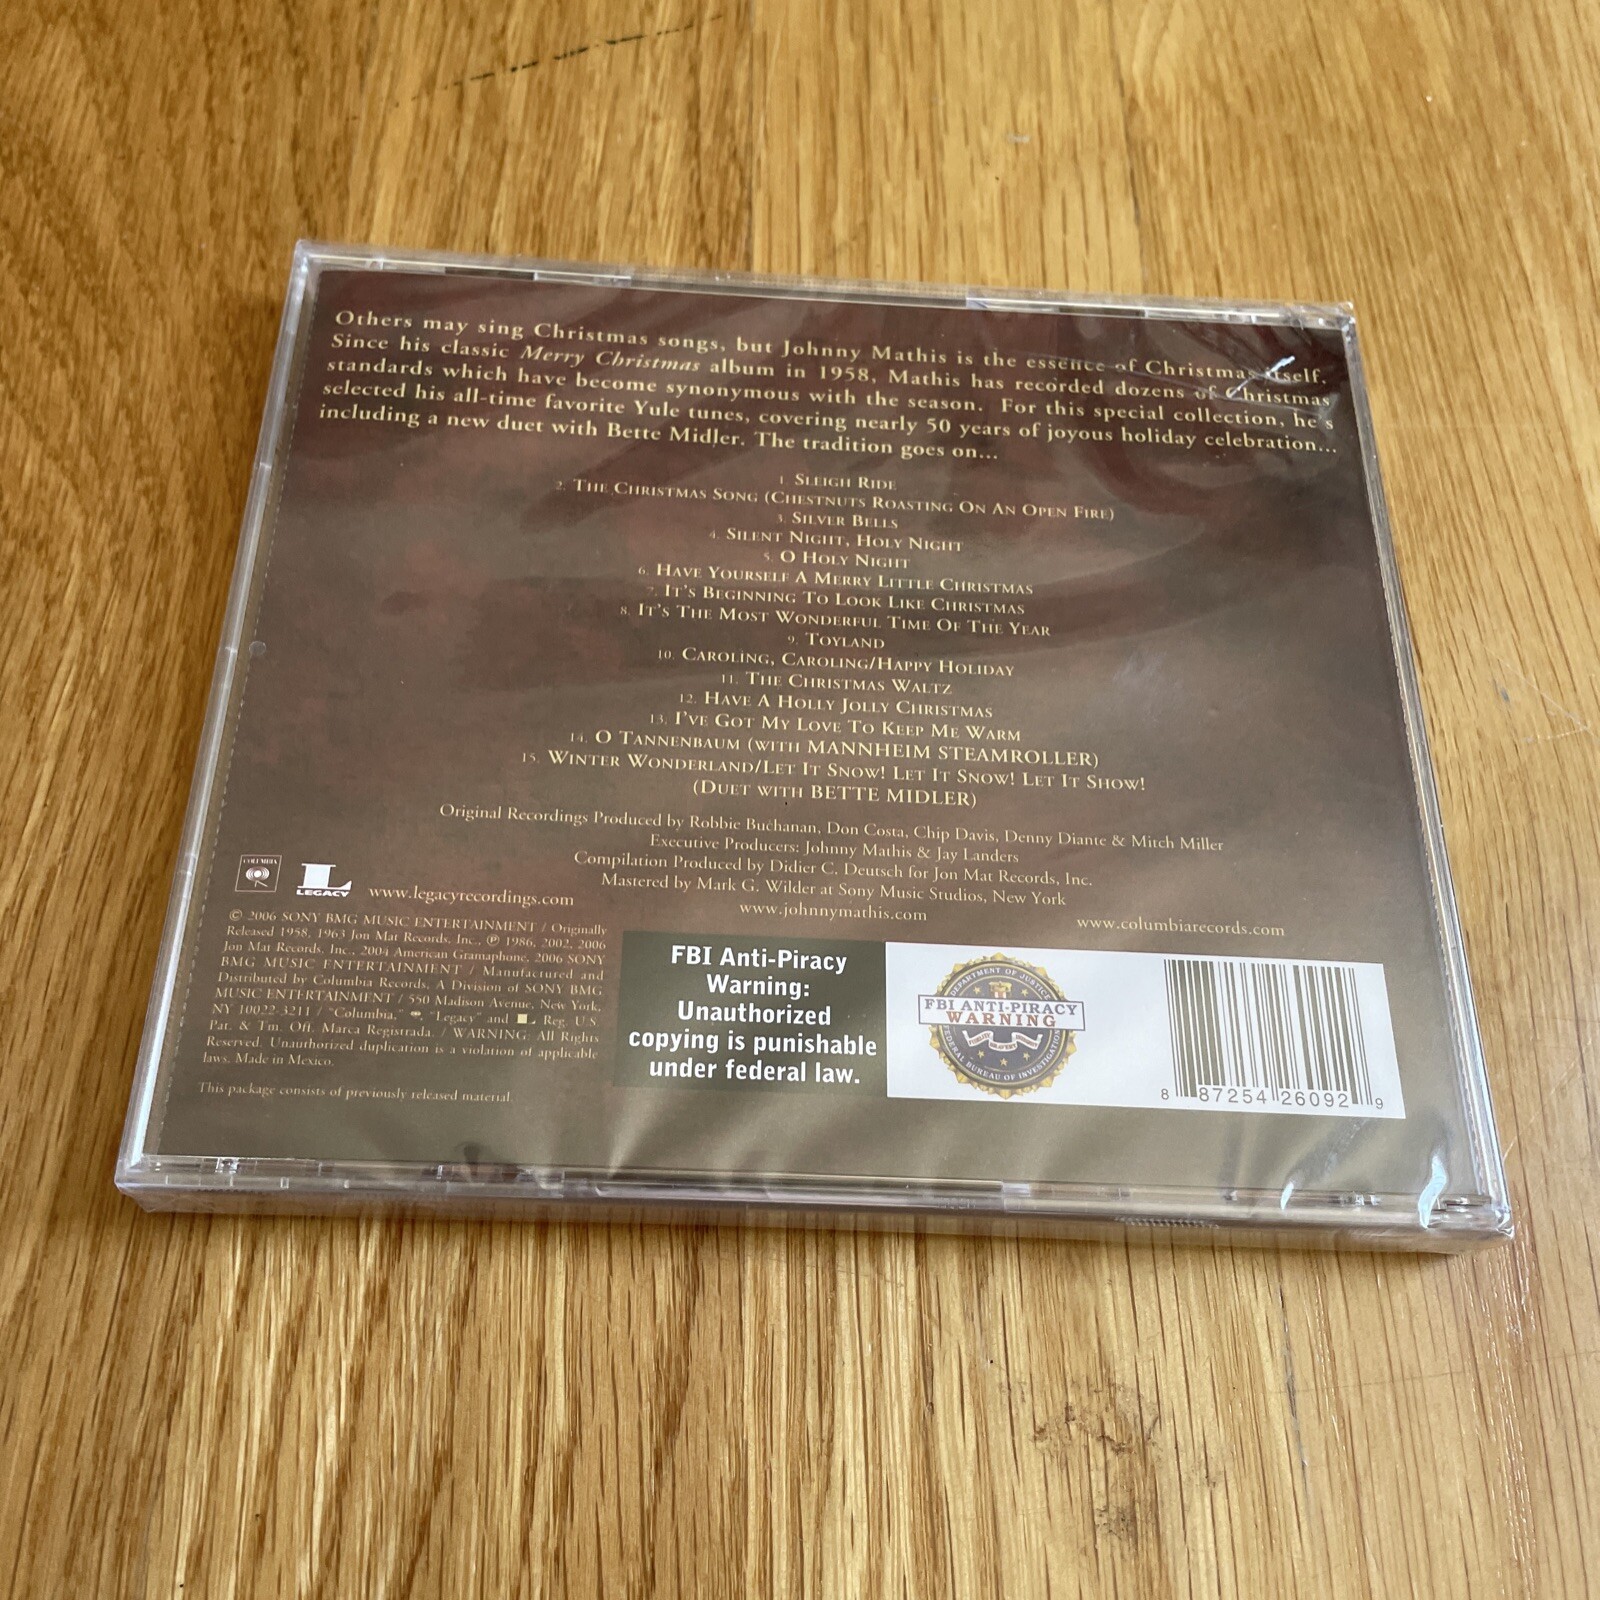 Others may sing Christmas songs, but Johnny Mathis is the essence of Christmas itself.
Since his classic Merry Christmas album in 1958, Mathis has recorded dozens of Christmas
standards which have become synonymous with the season. For this special collection, he's
selected his all-time favorite Yule tunes, covering nearly 50 years of joyous holiday celebration...
including a new duet with Bette Midler. The tradition goes on...
1. SLEIGH RIDE
2. THE CHRISTMAS SONG (CHESTNUTS ROASTING ON AN OPEN FIRE)
3. SILVER BELLS
4. SILENT NIGHT, HOLY NIGHT
5. O HOLY NIGHT
6. HAVE YOURSELF A MERRY LITTLE CHRISTMAS
7. IT'S BEGINNING TO LOOK LIKE CHRISTMAS
8. IT'S THE MOST WONDERFUL TIME OF THE YEAR
9. TOYLAND
10. CAROLING, CAROLING/HAPPY HOLIDAY
11. THE CHRISTMAS WALTZ
12. HAVE A HOLLY JOLLY CHRISTMAS
13. I'VE GOT MY LOVE TO KEEP ME WARM
14. O TANNENBAUM (WITH MANNHEIM STEAMROLLER)
15. WINTER WONDERLAND/LET IT SNOW! LET IT SNOW! LET IT SHOW!
(DUET WITH BETTE MIDLER)
Original Recordings Produced by Robbie Buchanan, Don Costa, Chip Davis, Denny Diante & Mitch Miller
Executive Producers: Johnny Mathis & Jay Landers
Compilation Produced by Didier C. Deutsch for Jon Mat Records, Inc.
Mastered by Mark G. Wilder at Sony Music Studios, New York
COLUMBIA
LEGACY
www.legacyrecordings.com
www.johnnymathis.com
www.columbiarecords.com
© 2006 SONY BMG MUSIC ENTERTAINMENT / Originally
Released 1958, 1963 Jon Mat Records, Inc., ℗ 1986, 2002, 2006
Jon Mat Records, Inc., 2004 American Gramaphone, 2006 SONY
BMG MUSIC ENTERTAINMENT / Manufactured and
Distributed by Columbia Records, A Division of SONY BMG
MUSIC ENTERTAINMENT / 550 Madison Avenue, New York,
NY 10022-3211 / "Columbia," "Legacy" and L, Reg. U.S.
Pat. & Tm. Off. Marca Registrada. / WARNING: All Rights
Reserved. Unauthorized duplication is a violation of applicable
laws. Made in Mexico.
This package consists of previously released material.
FBI Anti-Piracy
Warning:
Unauthorized
copying is punishable
under federal law.
DEPARTMENT OF JUSTICE
FBI ANTI-PIRACY
WARNING
FEDERAL BUREAU OF INVESTIGATION
8 87254 26092 9